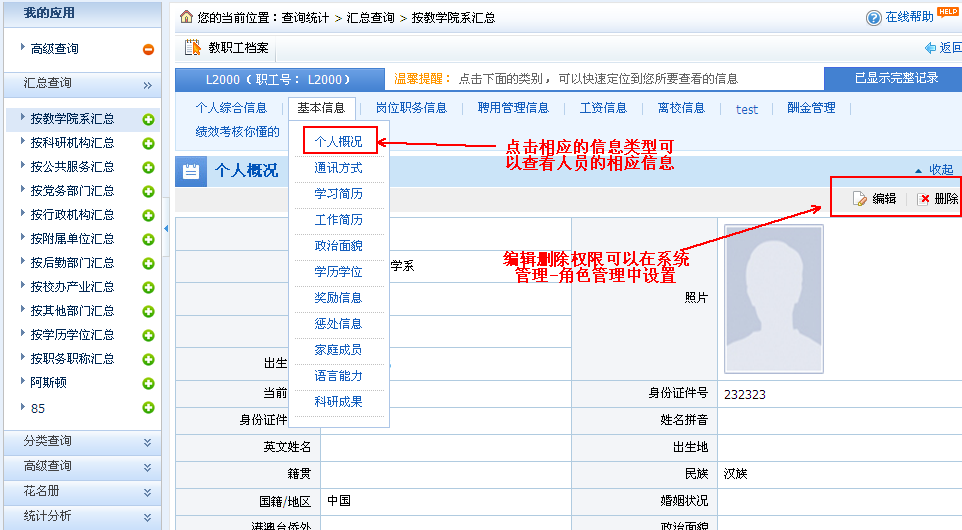 我的应用
高级查询
汇总查询
按教学院系汇总
按科研机构汇总
按公共服务汇总
按党务部门汇总
按行政机构汇总
按附属单位汇总
按后勤部门汇总
按校办产业汇总
按其他部门汇总
按学历学位汇总
按职务职称汇总
阿斯顿
85
分类查询
高级查询
花名册
统计分析
您的当前位置：查询统计 > 汇总查询 > 按教学院系汇总
在线帮助 HELP
教职工档案
返回
L2000（职工号： L2000）
温馨提醒： 点击下面的类别，可以快速定位到您所要查看的信息
已显示完整记录
个人综合信息 基本信息 岗位职务信息 聘用管理信息 工资信息 离校信息 test 酬金管理
绩效考核你懂的
个人概况
通讯方式
学习简历
工作简历
政治面貌
学历学位
奖励信息
惩处信息
家庭成员
语言能力
科研成果
点击相应的信息类型可
以查看人员的相应信息
个人概况
收起
编辑 删除
编辑删除权限可以在系统
管理-角色管理中设置
学系
照片
出生
当前
身份证件号 232323
身份证件
姓名拼音
英文姓名
出生地
籍贯
民族 汉族
国籍/地区 中国
婚姻状况
港澳台侨外
政治面貌